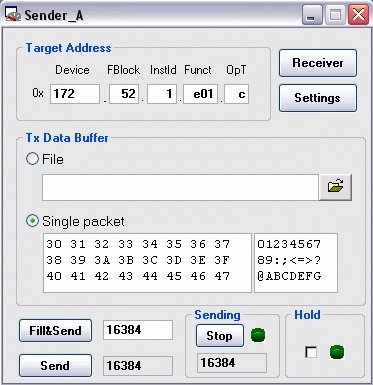 Sender_A
Target Address
Device FBlock InstId Funct OpT
0x 172 . 52 . 1 . e01 . c
Receiver
Settings
Tx Data Buffer
File
Single packet
30 31 32 33 34 35 36 37 01234567
38 39 3A 3B 3C 3D 3E 3F 89:;<=>?
40 41 42 43 44 45 46 47 @ABCDEFG
Fill&Send 16384
Send 16384
Sending
Stop
16384
Hold